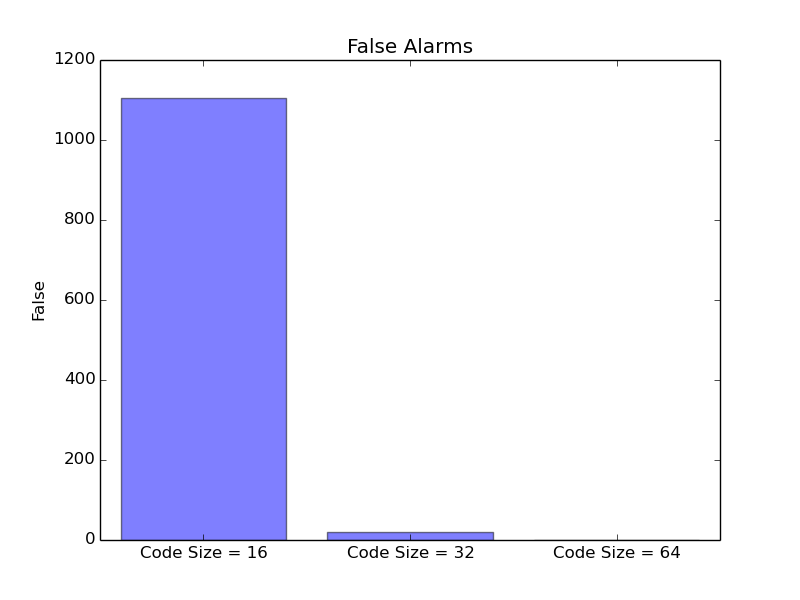 False Alarms
1200
1000
800
600
400
200
0
False
Code Size = 16
Code Size = 32
Code Size = 64